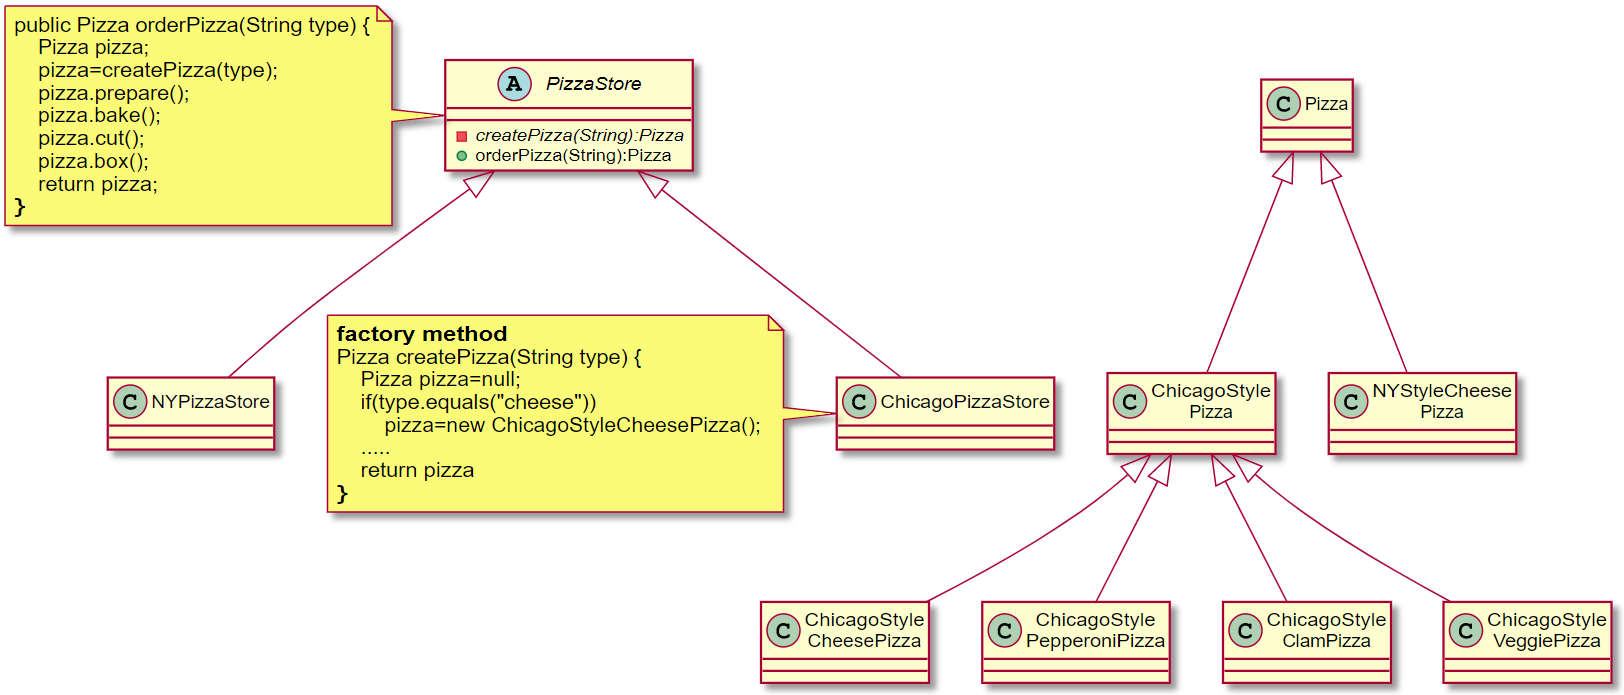 public Pizza orderPizza(String type) {
Pizza pizza;
pizza=createPizza(type);
pizza.prepare();
pizza.bake();
pizza.cut();
pizza.box();
return pizza;
}
A PizzaStore
createPizza(String):Pizza
orderPizza(String):Pizza
C Pizza
C NYPizzaStore
factory method
Pizza createPizza(String type) {
Pizza pizza=null;
if(type.equals("cheese"))
pizza=new ChicagoStyleCheesePizza();
.....
return pizza
}
C ChicagoPizzaStore
C ChicagoStyle
Pizza
C NYStyleCheese
Pizza
C ChicagoStyle
CheesePizza
C ChicagoStyle
PepperoniPizza
C ChicagoStyle
ClamPizza
C ChicagoStyle
VeggiePizza